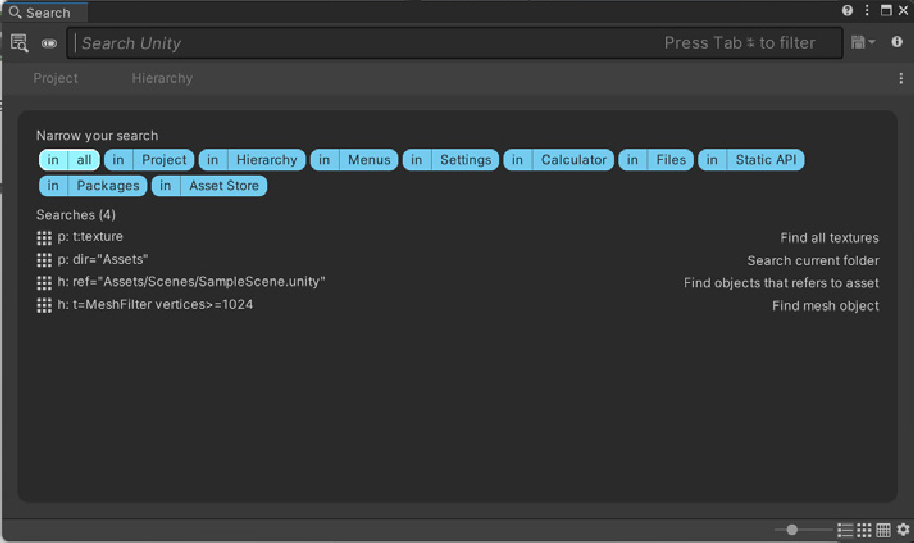 Search
Search Unity Press Tab to filter
Project Hierarchy
Narrow your search
in all in Project in Hierarchy in Menus in Settings in Calculator in Files in Static API
in Packages in Asset Store
Searches (4)
p: t:texture Find all textures
p: dir="Assets" Search current folder
h: ref="Assets/Scenes/SampleScene.unity" Find objects that refers to asset
h: t=MeshFilter vertices>=1024 Find mesh object